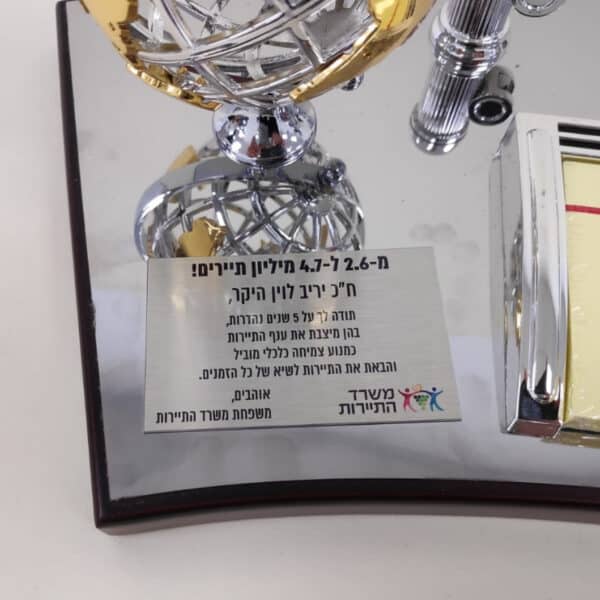 מ-2.6 ל-4.7 מיליון תיירים!
ח"כ יריב לוין היקר,
תודה לך על 5 שנים נהדרות,
בהן מיצבת את ענף התיירות
כמנוע צמיחה כלכלי מוביל
והבאת את התיירות לשיא של כל הזמנים.
אוהבים,
משפחת משרד התיירות
משרד
התיירות